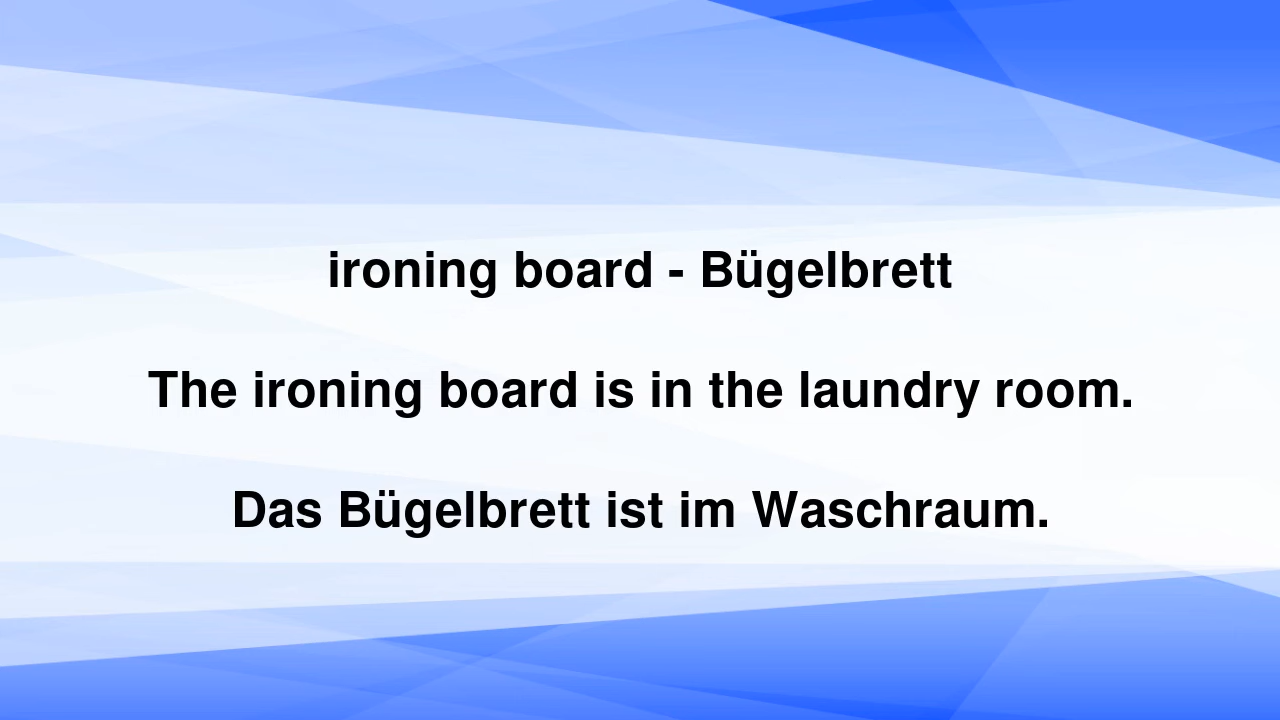 ironing board - Bügelbrett
The ironing board is in the laundry room.
Das Bügelbrett ist im Waschraum.